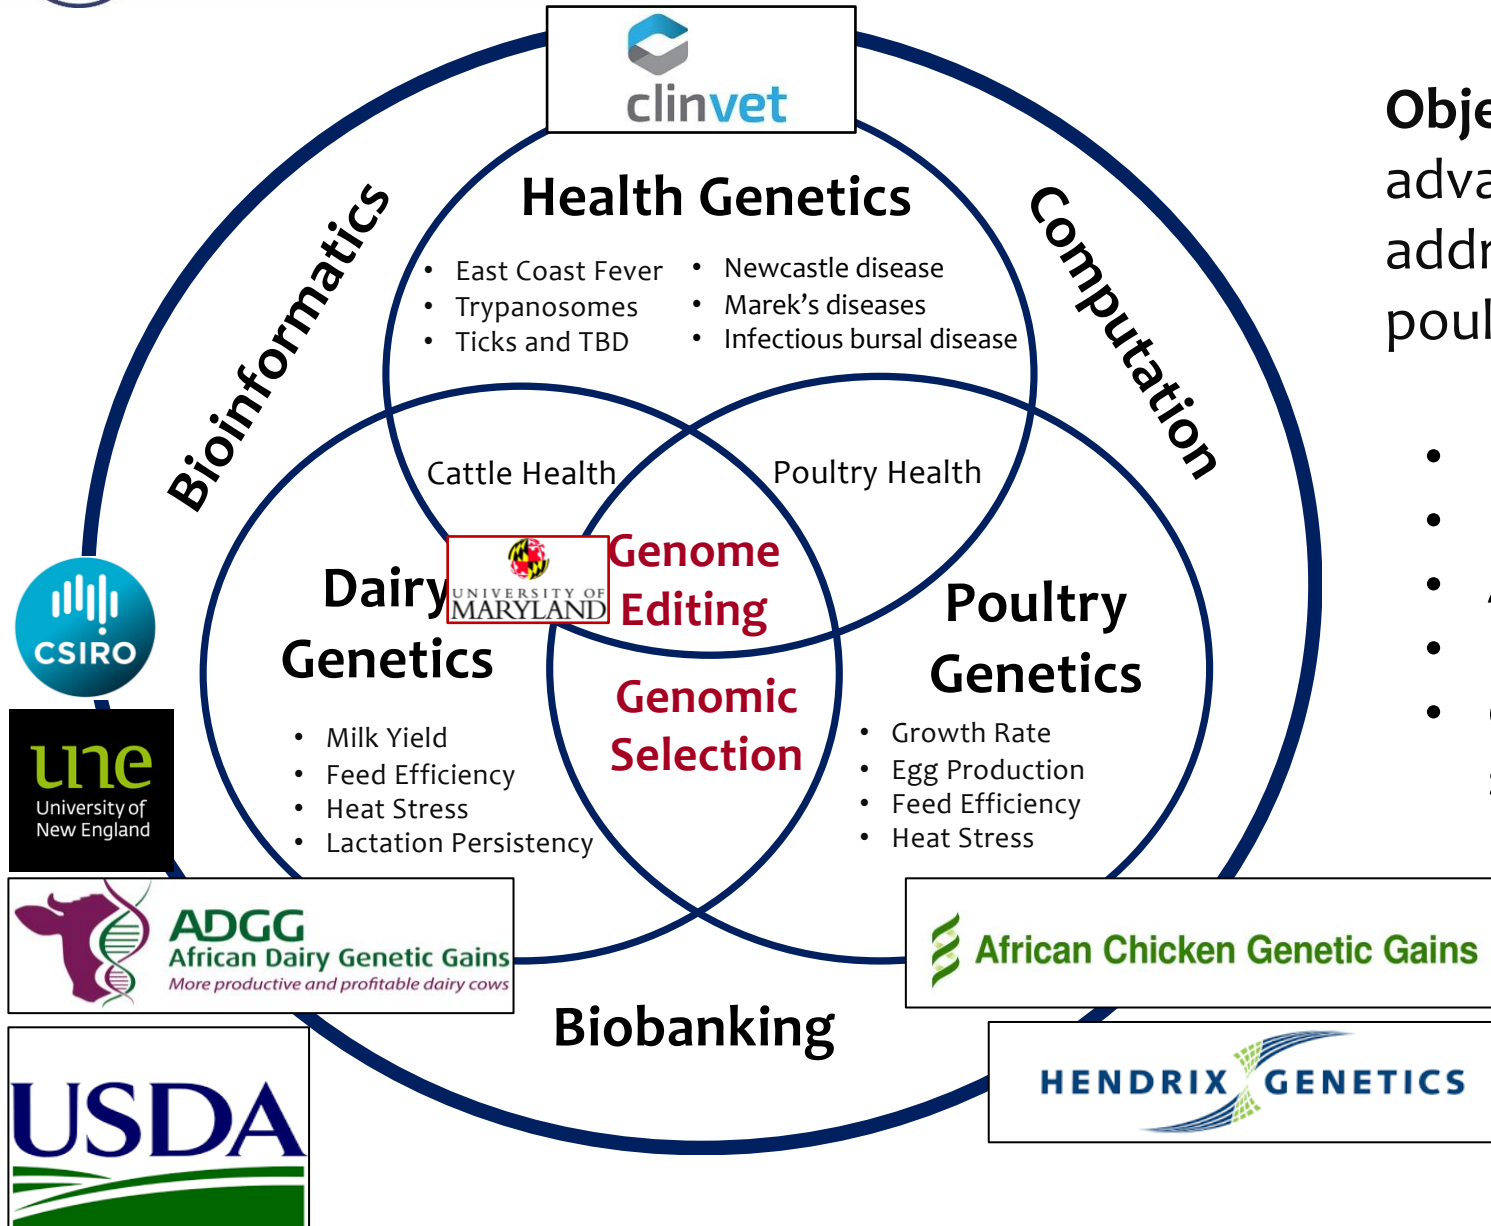 clinvet
Health Genetics
Bioinformatics
Computation
• East Coast Fever
• Trypanosomes
• Ticks and TBD
• Newcastle disease
• Marek's diseases
• Infectious bursal disease
Cattle Health
Poultry Health
UNIVERSITY OF
MARYLAND
Genome
Editing
Dairy
Genetics
Poultry
Genetics
Genomic
Selection
• Milk Yield
• Feed Efficiency
• Heat Stress
• Lactation Persistency
• Growth Rate
• Egg Production
• Feed Efficiency
• Heat Stress
CSIRO
une
University of
New England
ADGG
African Dairy Genetic Gains
More productive and profitable dairy cows
African Chicken Genetic Gains
Biobanking
HENDRIX GENETICS
USDA
Obje
adva
addr
poul